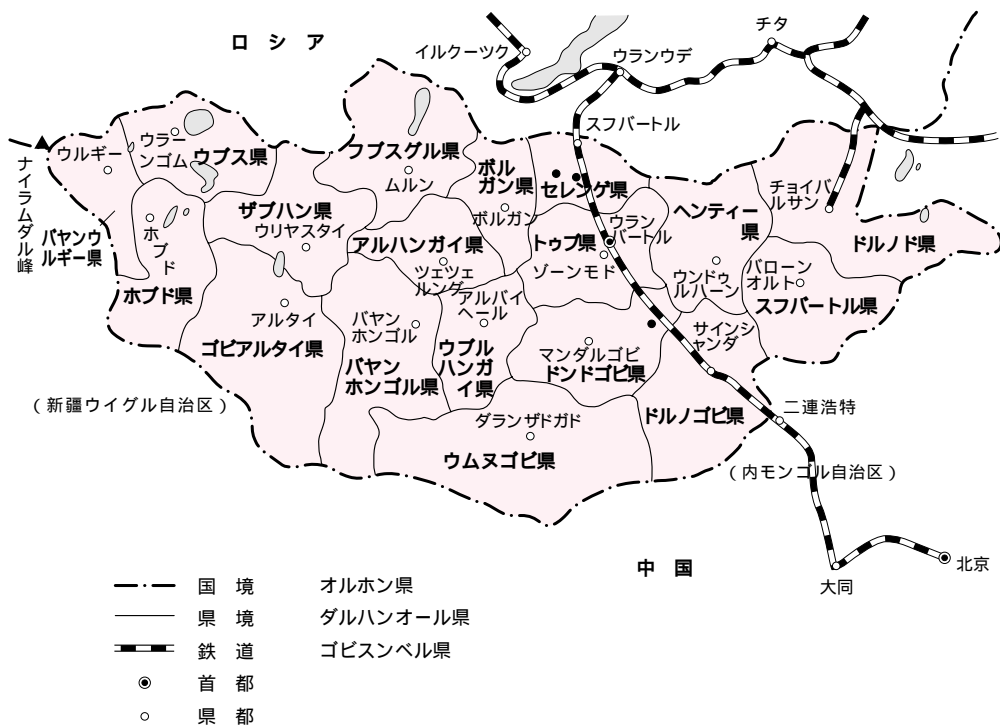 ロ シ ア
イルクーツク
ウランウデ
チタ
スフバートル
ウルギー
ウラー
ンゴム
ウブス県
フブスグル県
ムルン
ボル
ガン県
ボルガン
セレンゲ県
ヘンティー
県
チョイバ
ルサン
ドルノド県
ナイラムダル峰
バヤンウ
ルギー県
ホブド
ホブド県
ザブハン県
ウリヤスタイ
アルハンガイ県
ツェツェ
ルング
トゥブ県
ウラン
バートル
ゾーンモド
ウンドゥ
ルハーン
バローン
オルト
スフバートル県
アルタイ
ゴビアルタイ県
バヤン
ホンゴル
バヤン
ホンゴル県
アルバイ
ヘール
ウブル
ハンガ
イ県
マンダルゴビ
ドンドゴビ県
サインシ
ャンダ
ドルノゴビ県
ダランザドガド
ウムヌゴビ県
(新疆ウイグル自治区)
二連浩特
(内モンゴル自治区)
中 国
大同
北京
国 境
オルホン県
県 境
ダルハンオール県
鉄 道
ゴビスンベル県
首 都
県 都